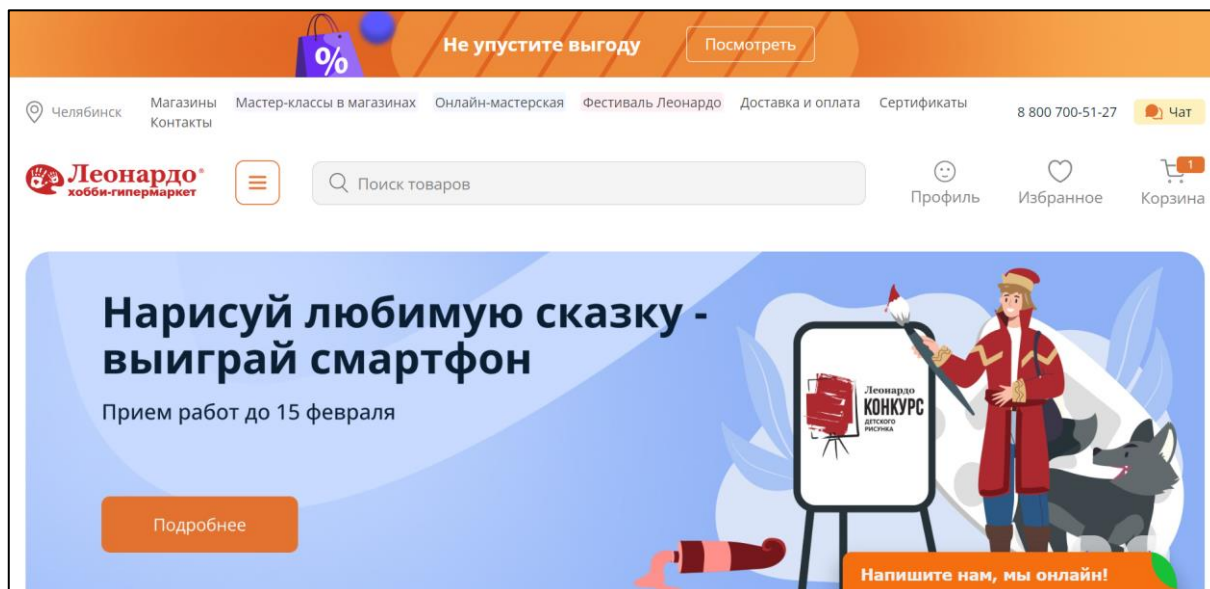 %
Не упустите выгоду
Посмотреть
Челябинск
Магазины
Мастер-классы в магазинах
Онлайн-мастерская
Фестиваль Леонардо
Доставка и оплата
Сертификаты
Контакты
8 800 700-51-27
Чат
Леонардо®
хобби-гипермаркет
Поиск товаров
Профиль
Избранное
1
Корзина
Нарисуй любимую сказку -
выиграй смартфон
Прием работ до 15 февраля
Подробнее
Леонардо
КОНКУРС
ДЕТСКОГО
РИСУНКА
Напишите нам, мы онлайн!